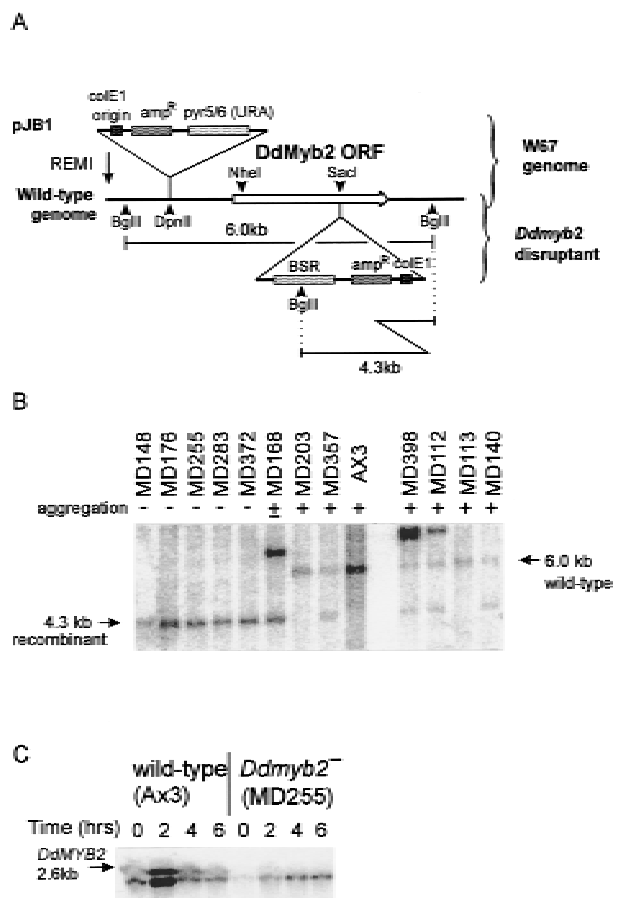 A
colE1
origin
ampR
pyr5/6 (URA)
pJB1
REMI
DdMyb2 ORF
NheI
SacI
W67
genome
Wild-type
genome
BglII
DpnII
BglII
6.0kb
Ddmyb2
disruptant
BSR
ampR
colE1
BglII
4.3kb
B
MD148 MD176 MD255 MD283 MD372 MD168 MD203 MD357 AX3 MD398 MD112 MD113 MD140
aggregation - - - - - ± + + + + + + +
6.0 kb
wild-type
4.3 kb
recombinant
C
wild-type
(Ax3)
Ddmyb2−
(MD255)
Time (hrs) 0 2 4 6 0 2 4 6
DdMYB2
2.6kb